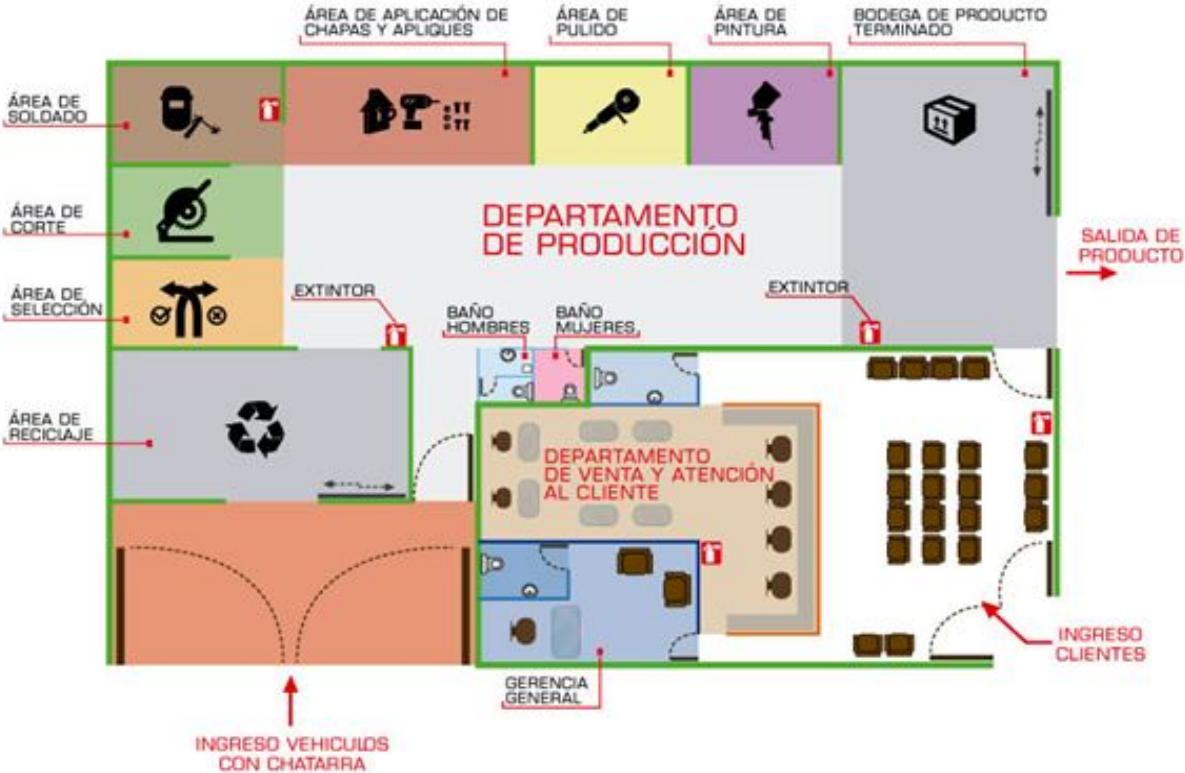 ÁREA DE APLICACIÓN DE
CHAPAS Y APLIQUES
ÁREA DE
PULIDO
ÁREA DE
PINTURA
BODEGA DE PRODUCTO
TERMINADO
ÁREA DE
SOLDADO
ÁREA DE
CORTE
DEPARTAMENTO
DE PRODUCCIÓN
SALIDA DE
PRODUCTO
ÁREA DE
SELECCIÓN
EXTINTOR
BAÑO
HOMBRES
BAÑO
MUJERES
EXTINTOR
ÁREA DE
RECICLAJE
DEPARTAMENTO
DE VENTA Y ATENCIÓN
AL CLIENTE
INGRESO
CLIENTES
GERENCIA
GENERAL
INGRESO VEHICULOS
CON CHATARRA